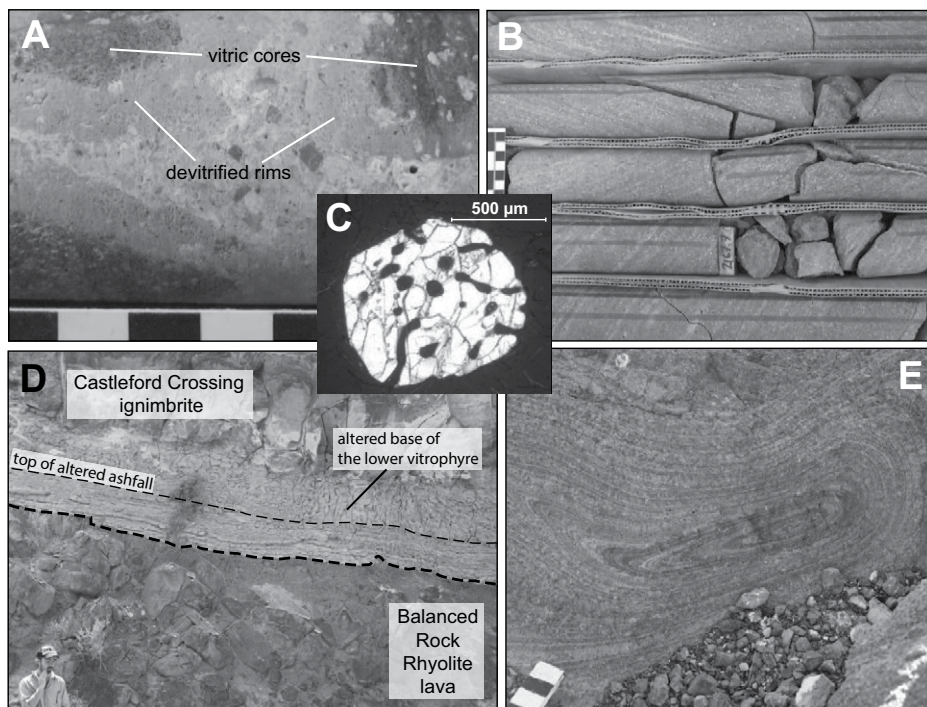 A
vitric cores
devitrified rims
B
C
500 µm
D
Castleford Crossing
ignimbrite
altered base of
the lower vitrophyre
top of altered ashfall
Balanced
Rock
Rhyolite
lava
E